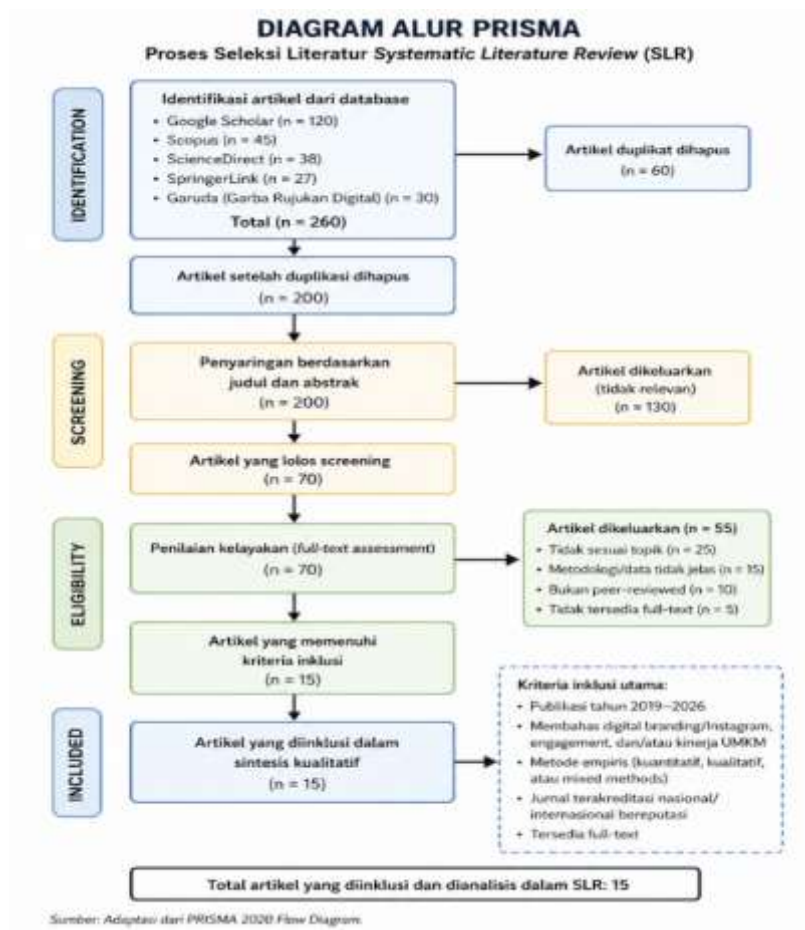 DIAGRAM ALUR PRISMA
Proses Seleksi Literatur Systematic Literature Review (SLR)
IDENTIFICATION
Identifikasi artikel dari database
• Google Scholar (n = 120)
• Scopus (n = 45)
• ScienceDirect (n = 38)
• SpringerLink (n = 27)
• Garuda (Garba Rujukan Digital) (n = 30)
Total (n = 260)
Artikel duplikat dihapus
(n = 60)
Artikel setelah duplikasi dihapus
(n = 200)
SCREENING
Penyaringan berdasarkan
judul dan abstrak
(n = 200)
Artikel dikeluarkan
(tidak relevan)
(n = 130)
Artikel yang lolos screening
(n = 70)
ELIGIBILITY
Penilaian kelayakan (full-text assessment)
(n = 70)
Artikel dikeluarkan (n = 55)
• Tidak sesuai topik (n = 25)
• Metodologi/data tidak jelas (n = 15)
• Bukan peer-reviewed (n = 10)
• Tidak tersedia full-text (n = 5)
Artikel yang memenuhi
kriteria inklusi
(n = 15)
INCLUDED
Artikel yang diinklusi dalam
sintesis kualitatif
(n = 15)
Kriteria inklusi utama:
• Publikasi tahun 2019–2026
• Membahas digital branding/Instagram,
engagement, dan/atau kinerja UMKM
• Metode empiris (kuantitatif, kualitatif,
atau mixed methods)
• Jurnal terakreditasi nasional/
internasional bereputasi
• Tersedia full-text
Total artikel yang diinklusi dan dianalisis dalam SLR: 15
Sumber: Adaptasi dari PRISMA 2020 Flow Diagram.